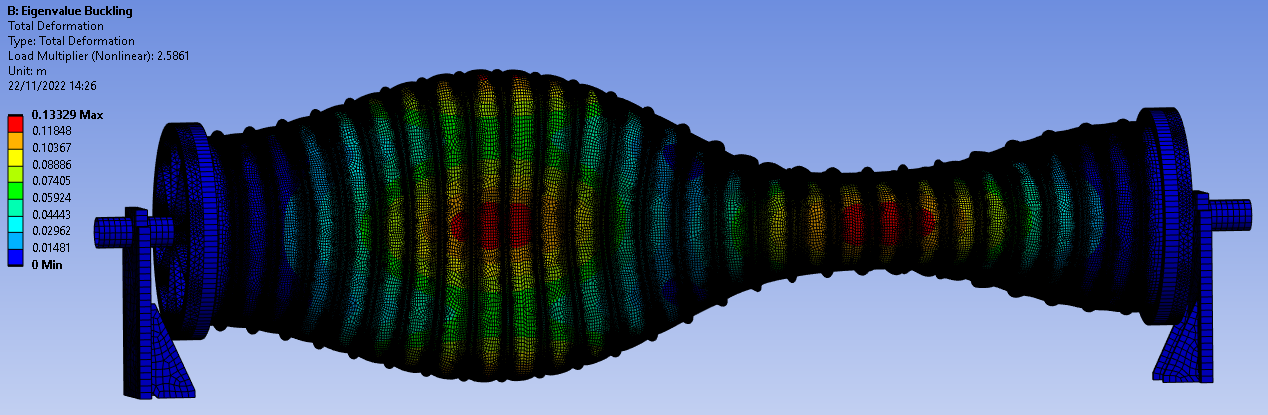 B: Eigenvalue Buckling
Total Deformation
Type: Total Deformation
Load Multiplier (Nonlinear): 2.5861
Unit: m
22/11/2022 14:26
0.13329 Max
0.11848
0.10367
0.08886
0.07405
0.05924
0.04443
0.02962
0.01481
0 Min